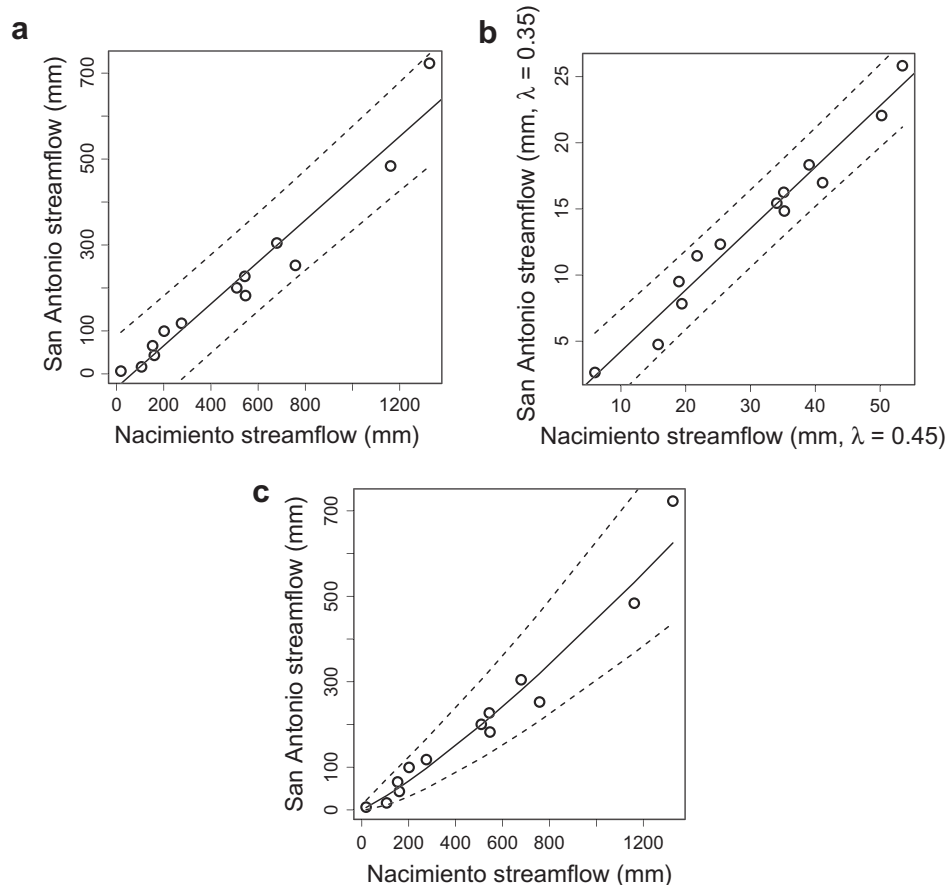 a
San Antonio streamflow (mm)
700
500
300
100
0
0 200 400 600 800 1200
Nacimiento streamflow (mm)
b
San Antonio streamflow (mm, λ = 0.35)
25
20
15
10
5
10 20 30 40 50
Nacimiento streamflow (mm, λ = 0.45)
c
San Antonio streamflow (mm)
700
500
300
100
0
0 200 400 600 800 1200
Nacimiento streamflow (mm)